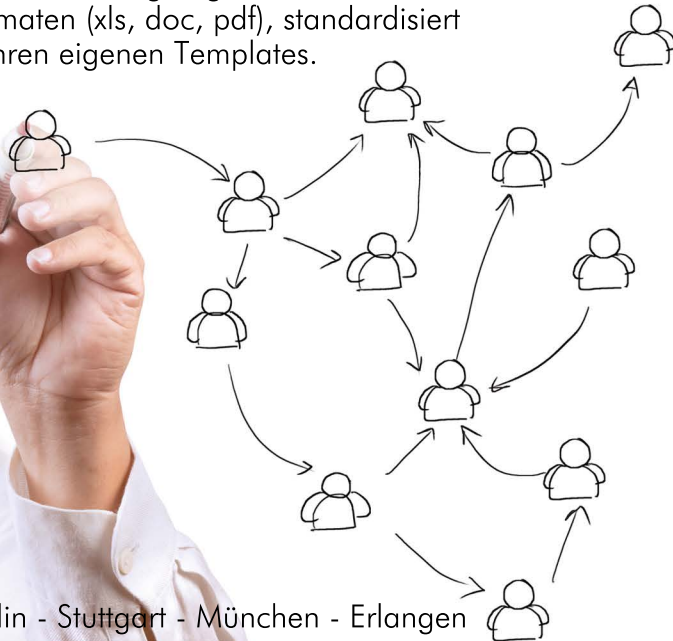 maten (xls, doc, pdf), standardisiert
hren eigenen Templates.
lin - Stuttgart - München - Erlangen